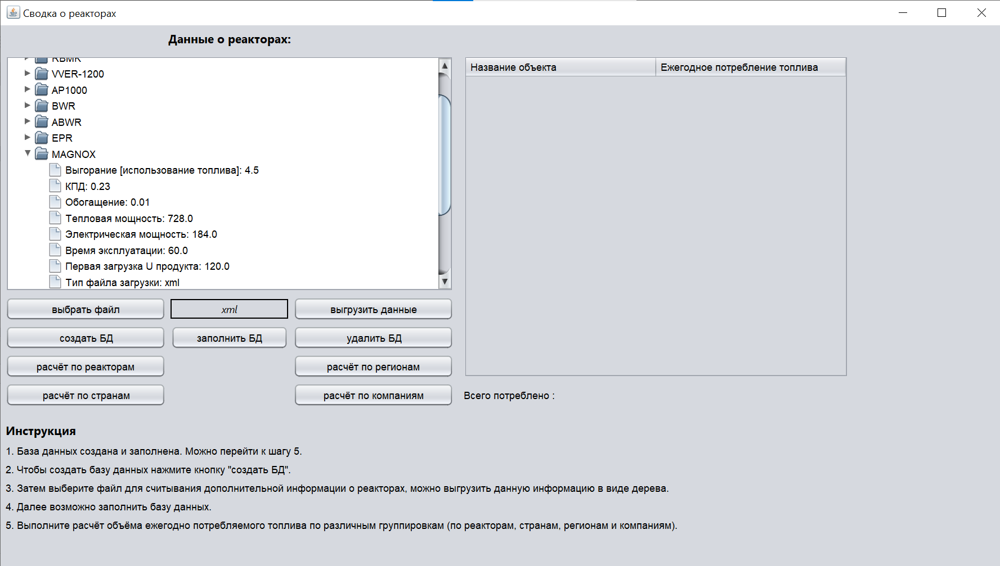 Сводка о реакторах
Данные о реакторах:
RBMK
VVER-1200
AP1000
BWR
ABWR
EPR
MAGNOX
Выгорание [использование топлива]: 4.5
КПД: 0.23
Обогащение: 0.01
Тепловая мощность: 728.0
Электрическая мощность: 184.0
Время эксплуатации: 60.0
Первая загрузка U продукта: 120.0
Тип файла загрузки: xml
Название объекта Ежегодное потребление топлива
выбрать файл xml выгрузить данные
создать БД заполнить БД удалить БД
расчёт по реакторам расчёт по регионам
расчёт по странам расчёт по компаниям Всего потреблено :
Инструкция
1. База данных создана и заполнена. Можно перейти к шагу 5.
2. Чтобы создать базу данных нажмите кнопку "создать БД".
3. Затем выберите файл для считывания дополнительной информации о реакторах, можно выгрузить данную информацию в виде дерева.
4. Далее возможно заполнить базу данных.
5. Выполните расчёт объёма ежегодно потребляемого топлива по различным группировкам (по реакторам, странам, регионам и компаниям).